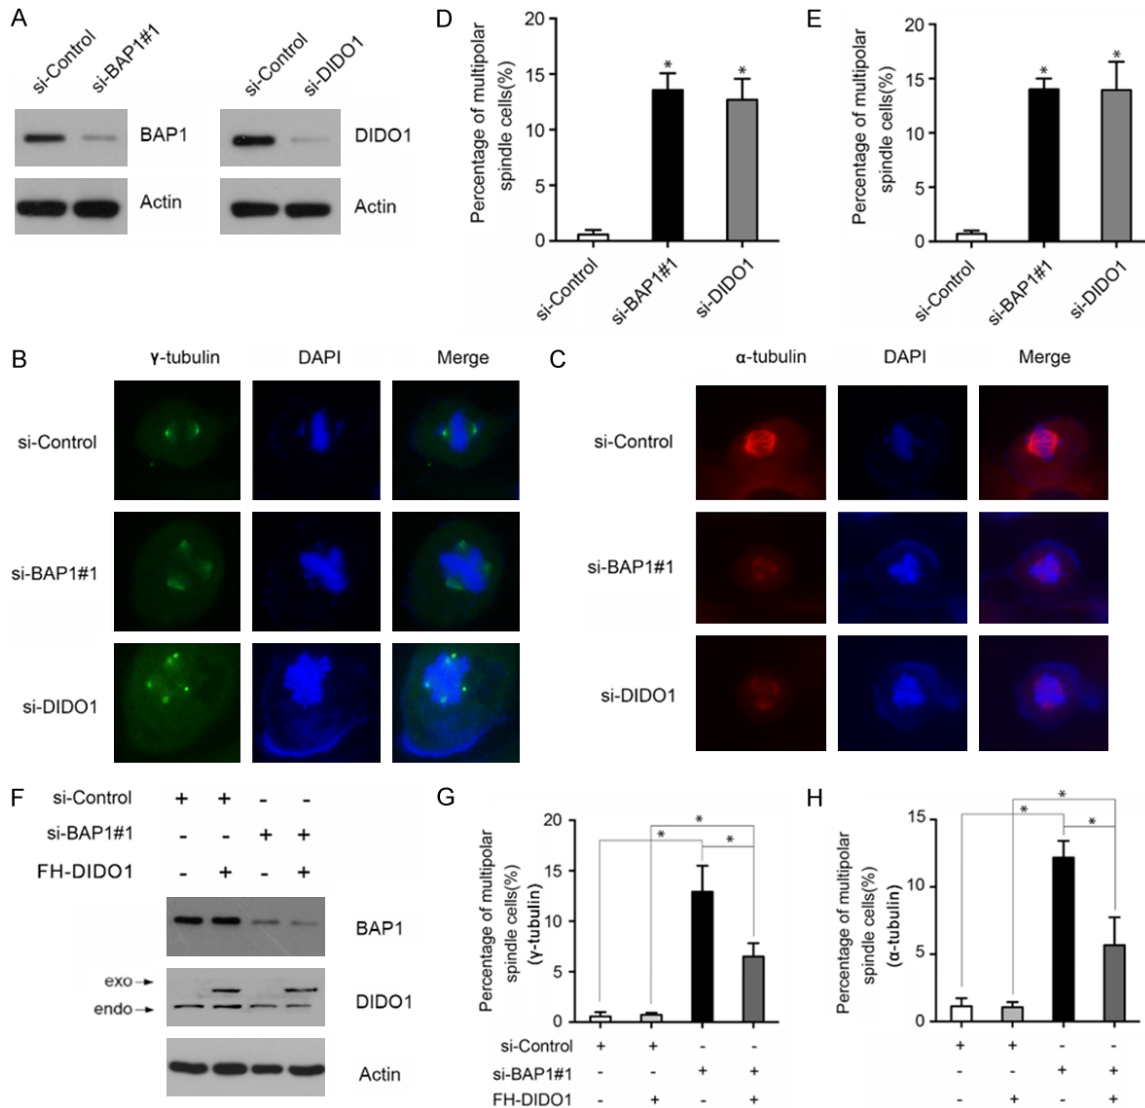 A
si-Control
si-BAP1#1
si-Control
si-DIDO1
BAP1
DIDO1
Actin
Actin
D
Percentage of multipolar
spindle cells(%)
20
15
10
5
0
*
*
si-Control
si-BAP1#1
si-DIDO1
E
Percentage of multipolar
spindle cells(%)
20
15
10
5
0
*
*
si-Control
si-BAP1#1
si-DIDO1
B
γ-tubulin
DAPI
Merge
si-Control
si-BAP1#1
si-DIDO1
C
α-tubulin
DAPI
Merge
si-Control
si-BAP1#1
si-DIDO1
F
si-Control + + - -
si-BAP1#1 - - + +
FH-DIDO1 - + - +
BAP1
exo
endo
DIDO1
Actin
G
Percentage of multipolar
spindle cells(%)
(γ-tubulin)
20
15
10
5
0
*
*
*
si-Control + + - -
si-BAP1#1 - - + +
FH-DIDO1 - + - +
H
Percentage of multipolar
spindle cells(%)
(α-tubulin)
15
10
5
0
*
*
*
+ + - -
- - + +
- + - +